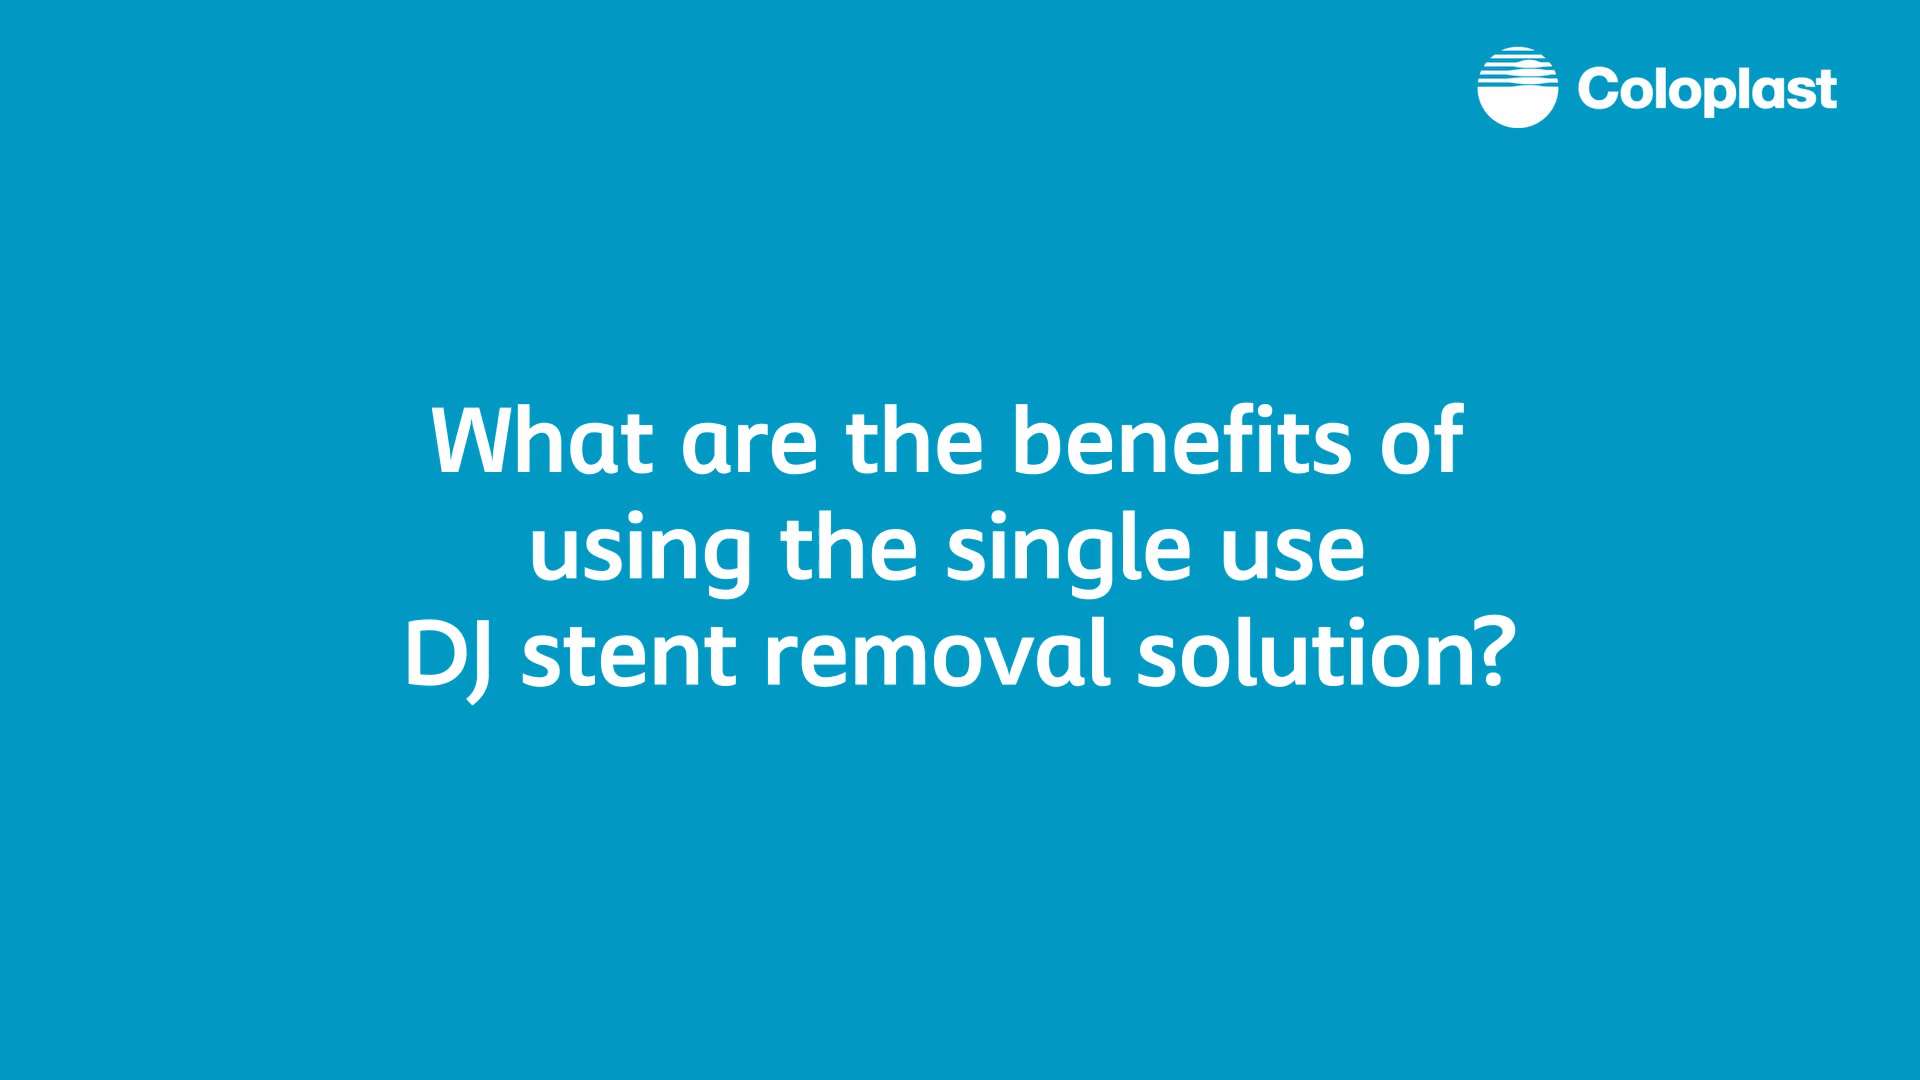 Coloplast
What are the benefits of
using the single use
DJ stent removal solution?